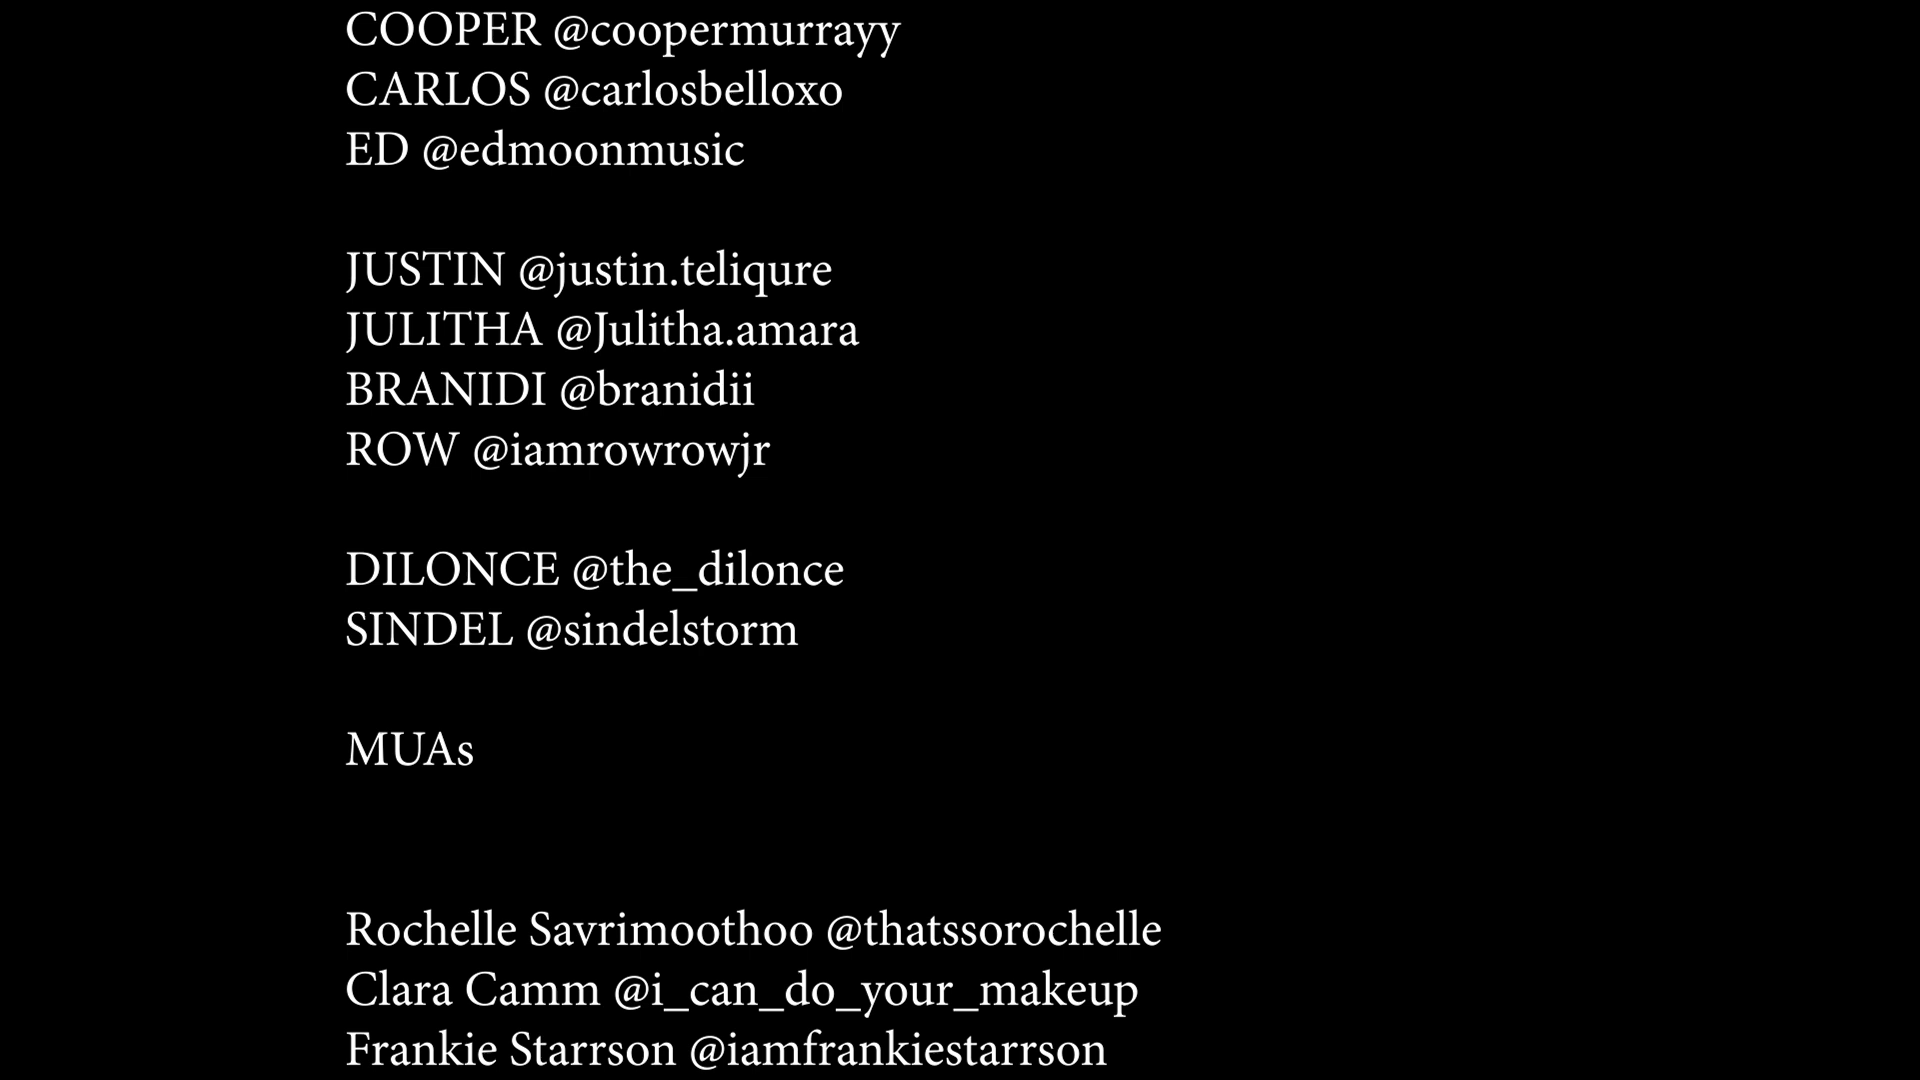 COOPER @coopermurrayy
CARLOS @carlosbelloxo
ED @edmoonmusic
JUSTIN @justin.teliqure
JULITHA @Julitha.amara
BRANIDI @branidii
ROW @iamrowrowjr
DILONCE @the_dilonce
SINDEL @sindelstorm
MUAs
Rochelle Savrimoothoo @thatssorochelle
Clara Camm @i_can_do_your_makeup
Frankie Starrson @iamfrankiestarrson